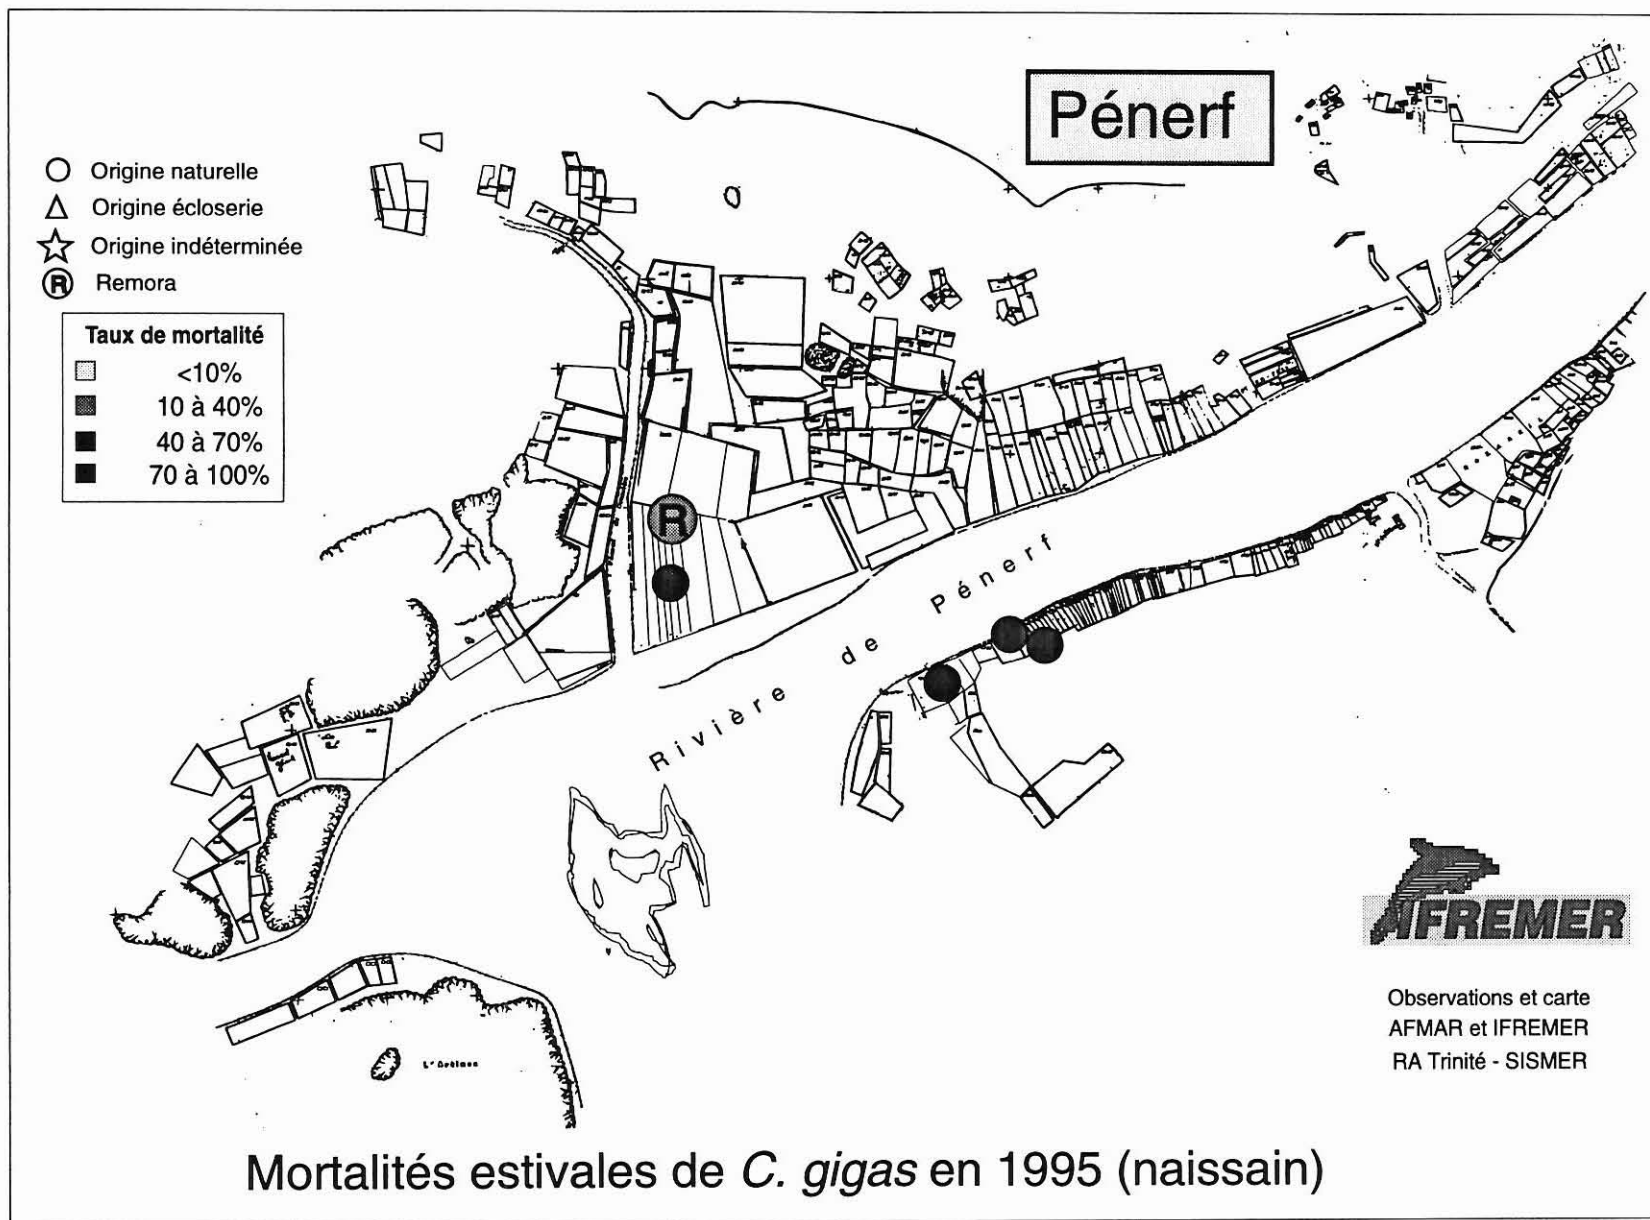 Pénerf
Origine naturelle
Origine écloserie
Origine indéterminée
R Remora
Taux de mortalité
<10%
10 à 40%
40 à 70%
70 à 100%
R
Rivière de Pénerf
IFREMER
Observations et carte
AFMAR et IFREMER
RA Trinité - SISMER
Mortalités estivales de C. gigas en 1995 (naissain)